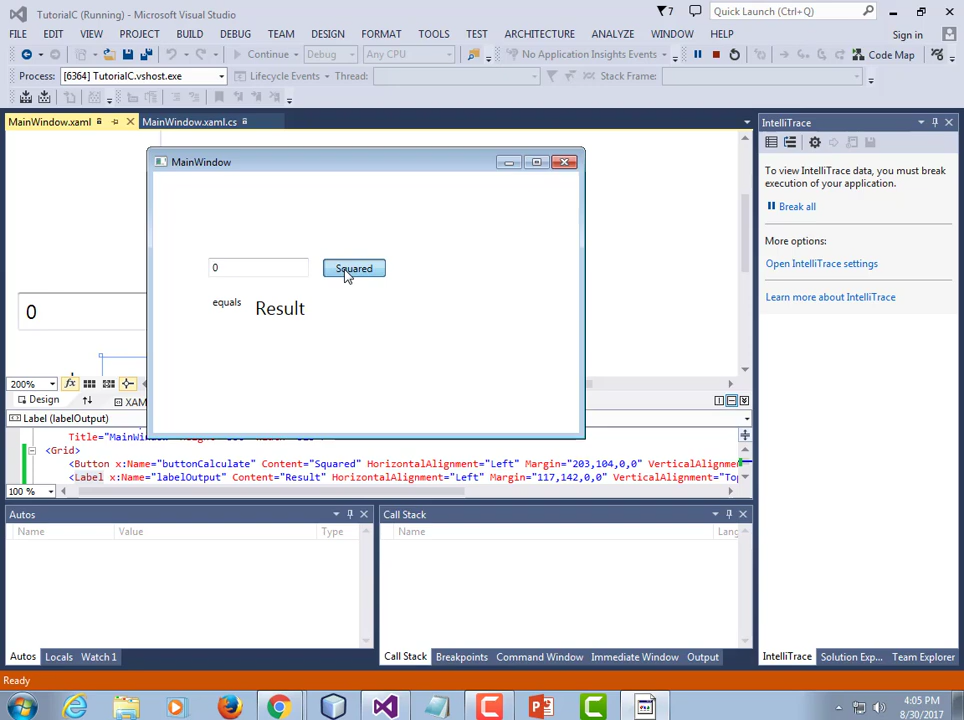 TutorialC (Running) - Microsoft Visual Studio
7
Quick Launch (Ctrl+Q)
FILE EDIT VIEW PROJECT BUILD DEBUG TEAM DESIGN FORMAT TOOLS TEST ARCHITECTURE ANALYZE WINDOW HELP
Sign in
Continue Debug Any CPU No Application Insights Events Code Map
Process: [6364] TutorialC.vshost.exe Lifecycle Events Thread: Stack Frame:
MainWindow.xaml MainWindow.xaml.cs
IntelliTrace
MainWindow
To view IntelliTrace data, you must break
execution of your application.
Break all
More options:
Open IntelliTrace settings
Learn more about IntelliTrace
0 Squared
equals Result
0
200% fx
Design XAM
Label (labelOutput)
Title="MainWin
<Grid>
<Button x:Name="buttonCalculate" Content="Squared" HorizontalAlignment="Left" Margin="203,104,0,0" VerticalAlignme
<Label x:Name="labelOutput" Content="Result" HorizontalAlignment="Left" Margin="117,142,0,0" VerticalAlignment="Top
100 %
Autos
Name Value Type
Call Stack
Name Lang
Autos Locals Watch 1
Call Stack Breakpoints Command Window Immediate Window Output
IntelliTrace Solution Exp... Team Explorer
Ready
4:05 PM
8/30/2017